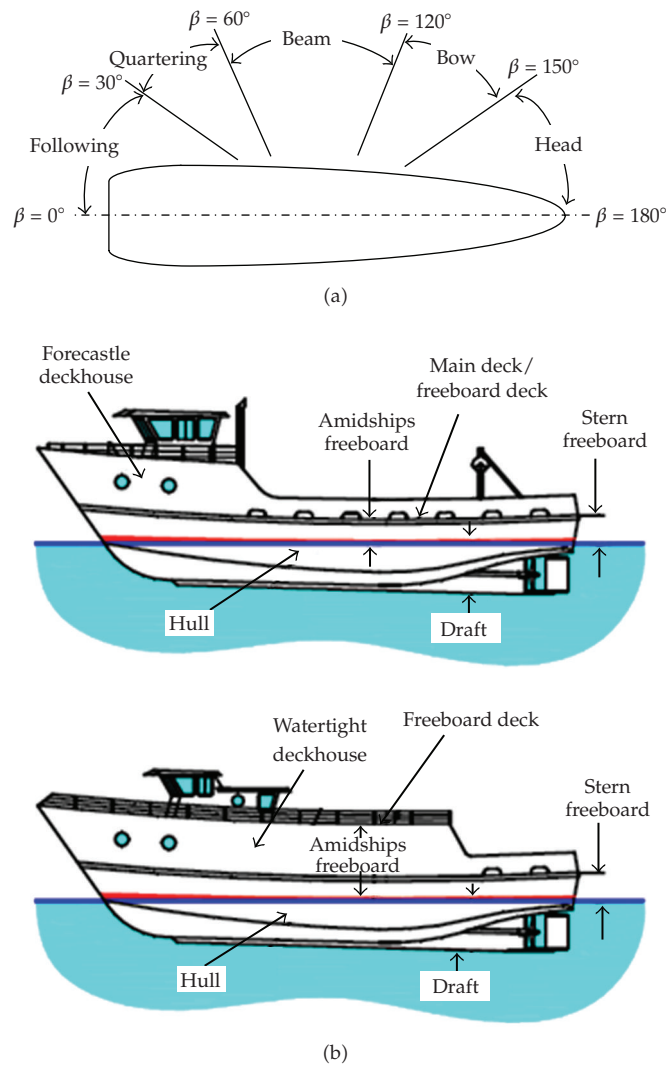 β = 60°
β = 120°
Beam
Quartering
Bow
β = 30°
β = 150°
Following
Head
β = 0°
β = 180°
(a)
Forecastle
deckhouse
Main deck/
freeboard deck
Amidships
freeboard
Stern
freeboard
Hull
Draft
Watertight
deckhouse
Freeboard deck
Stern
freeboard
Amidships
freeboard
Hull
Draft
(b)